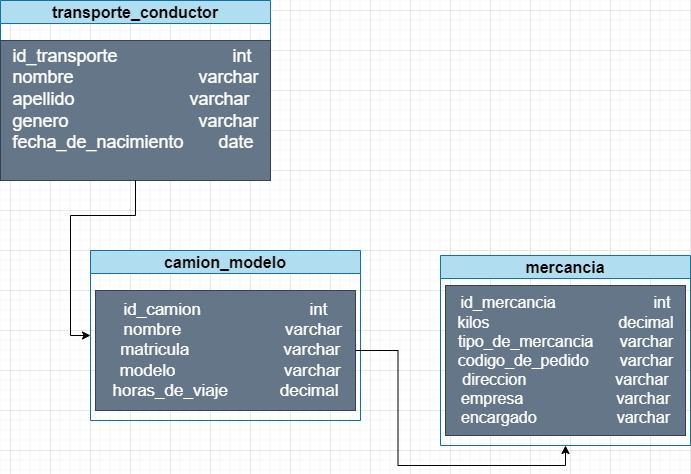 transporte_conductor
id_transporte int
nombre varchar
apellido varchar
genero varchar
fecha_de_nacimiento date
camion_modelo
id_camion int
nombre varchar
matricula varchar
modelo varchar
horas_de_viaje decimal
mercancia
id_mercancia int
kilos decimal
tipo_de_mercancia varchar
codigo_de_pedido varchar
direccion varchar
empresa varchar
encargado varchar